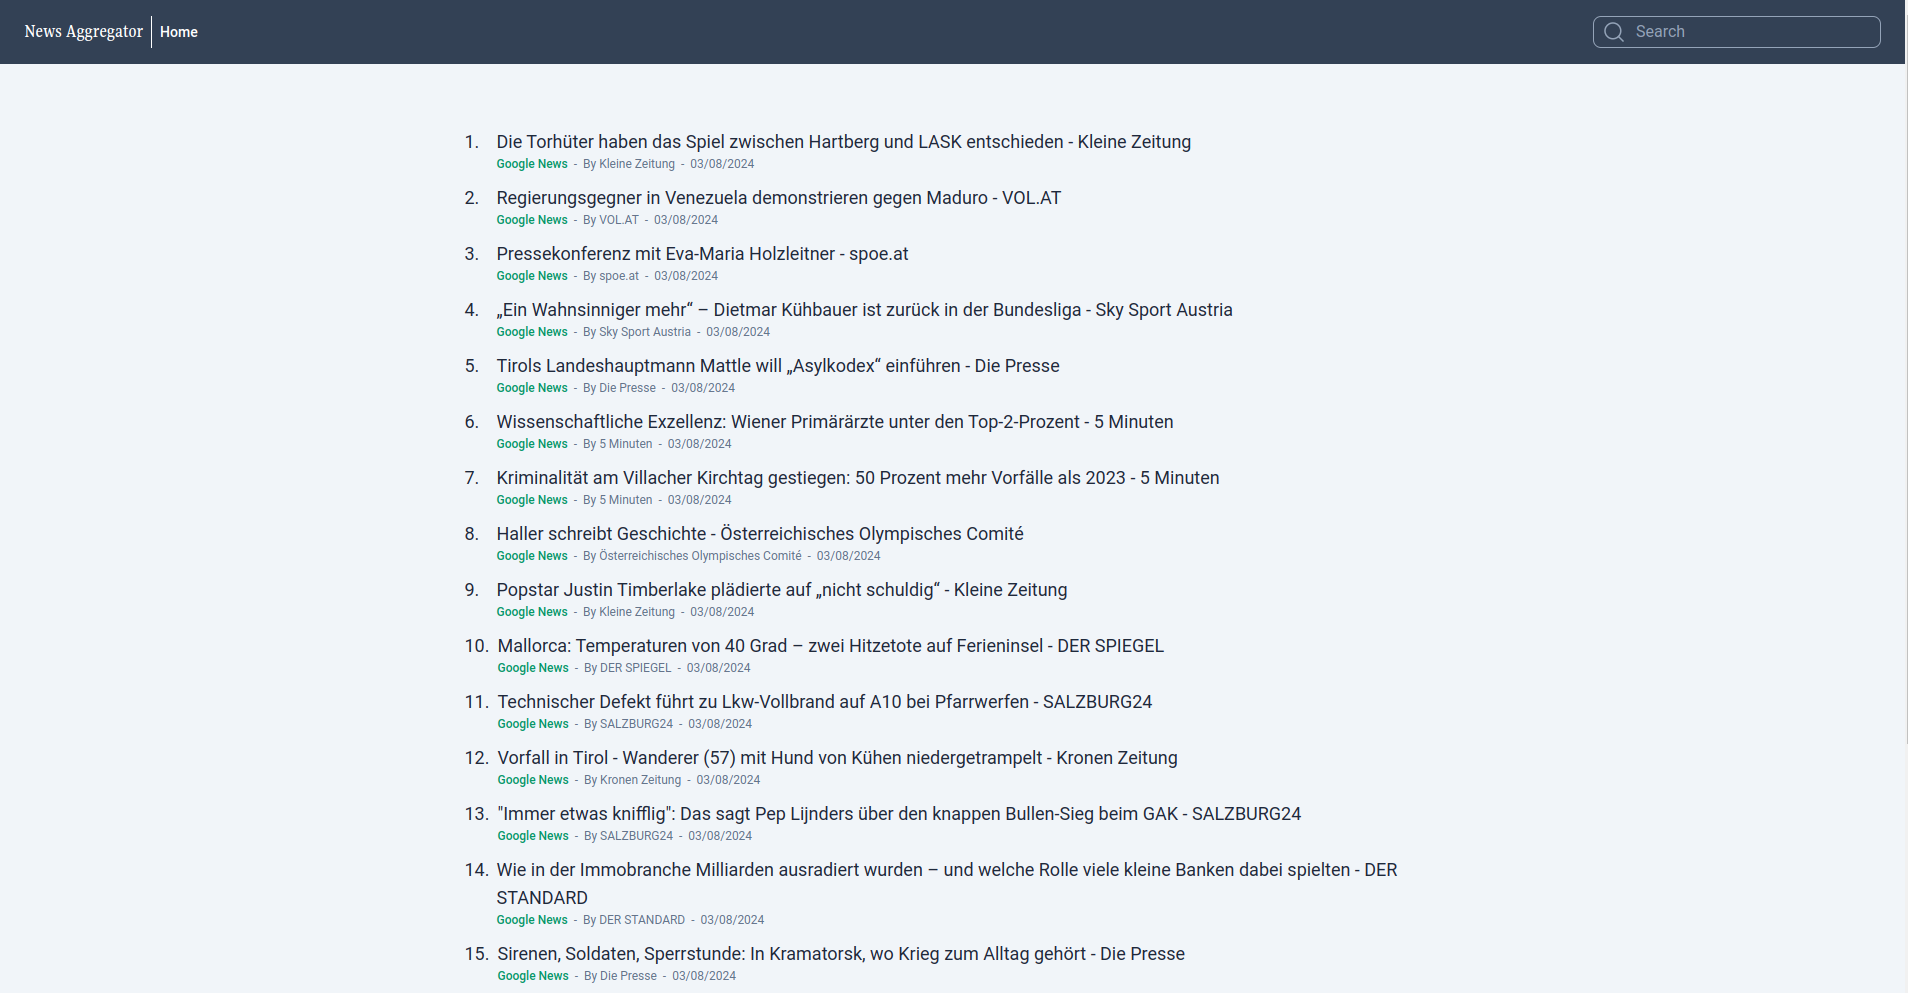 News Aggregator Home Search
1. Die Torhüter haben das Spiel zwischen Hartberg und LASK entschieden - Kleine Zeitung
Google News - By Kleine Zeitung - 03/08/2024
2. Regierungsgegner in Venezuela demonstrieren gegen Maduro - VOL.AT
Google News - By VOL.AT - 03/08/2024
3. Pressekonferenz mit Eva-Maria Holzleitner - spoe.at
Google News - By spoe.at - 03/08/2024
4. „Ein Wahnsinniger mehr“ – Dietmar Kühbauer ist zurück in der Bundesliga - Sky Sport Austria
Google News - By Sky Sport Austria - 03/08/2024
5. Tirols Landeshauptmann Mattle will „Asylkodex“ einführen - Die Presse
Google News - By Die Presse - 03/08/2024
6. Wissenschaftliche Exzellenz: Wiener Primärärzte unter den Top-2-Prozent - 5 Minuten
Google News - By 5 Minuten - 03/08/2024
7. Kriminalität am Villacher Kirchtag gestiegen: 50 Prozent mehr Vorfälle als 2023 - 5 Minuten
Google News - By 5 Minuten - 03/08/2024
8. Haller schreibt Geschichte - Österreichisches Olympisches Comité
Google News - By Österreichisches Olympisches Comité - 03/08/2024
9. Popstar Justin Timberlake plädierte auf „nicht schuldig“ - Kleine Zeitung
Google News - By Kleine Zeitung - 03/08/2024
10. Mallorca: Temperaturen von 40 Grad – zwei Hitzetote auf Ferieninsel - DER SPIEGEL
Google News - By DER SPIEGEL - 03/08/2024
11. Technischer Defekt führt zu Lkw-Vollbrand auf A10 bei Pfarrwerfen - SALZBURG24
Google News - By SALZBURG24 - 03/08/2024
12. Vorfall in Tirol - Wanderer (57) mit Hund von Kühen niedergetrampelt - Kronen Zeitung
Google News - By Kronen Zeitung - 03/08/2024
13. "Immer etwas knifflig": Das sagt Pep Lijnders über den knappen Bullen-Sieg beim GAK - SALZBURG24
Google News - By SALZBURG24 - 03/08/2024
14. Wie in der Immobranche Milliarden ausradiert wurden – und welche Rolle viele kleine Banken dabei spielten - DER
STANDARD
Google News - By DER STANDARD - 03/08/2024
15. Sirenen, Soldaten, Sperrstunde: In Kramatorsk, wo Krieg zum Alltag gehört - Die Presse
Google News - By Die Presse - 03/08/2024